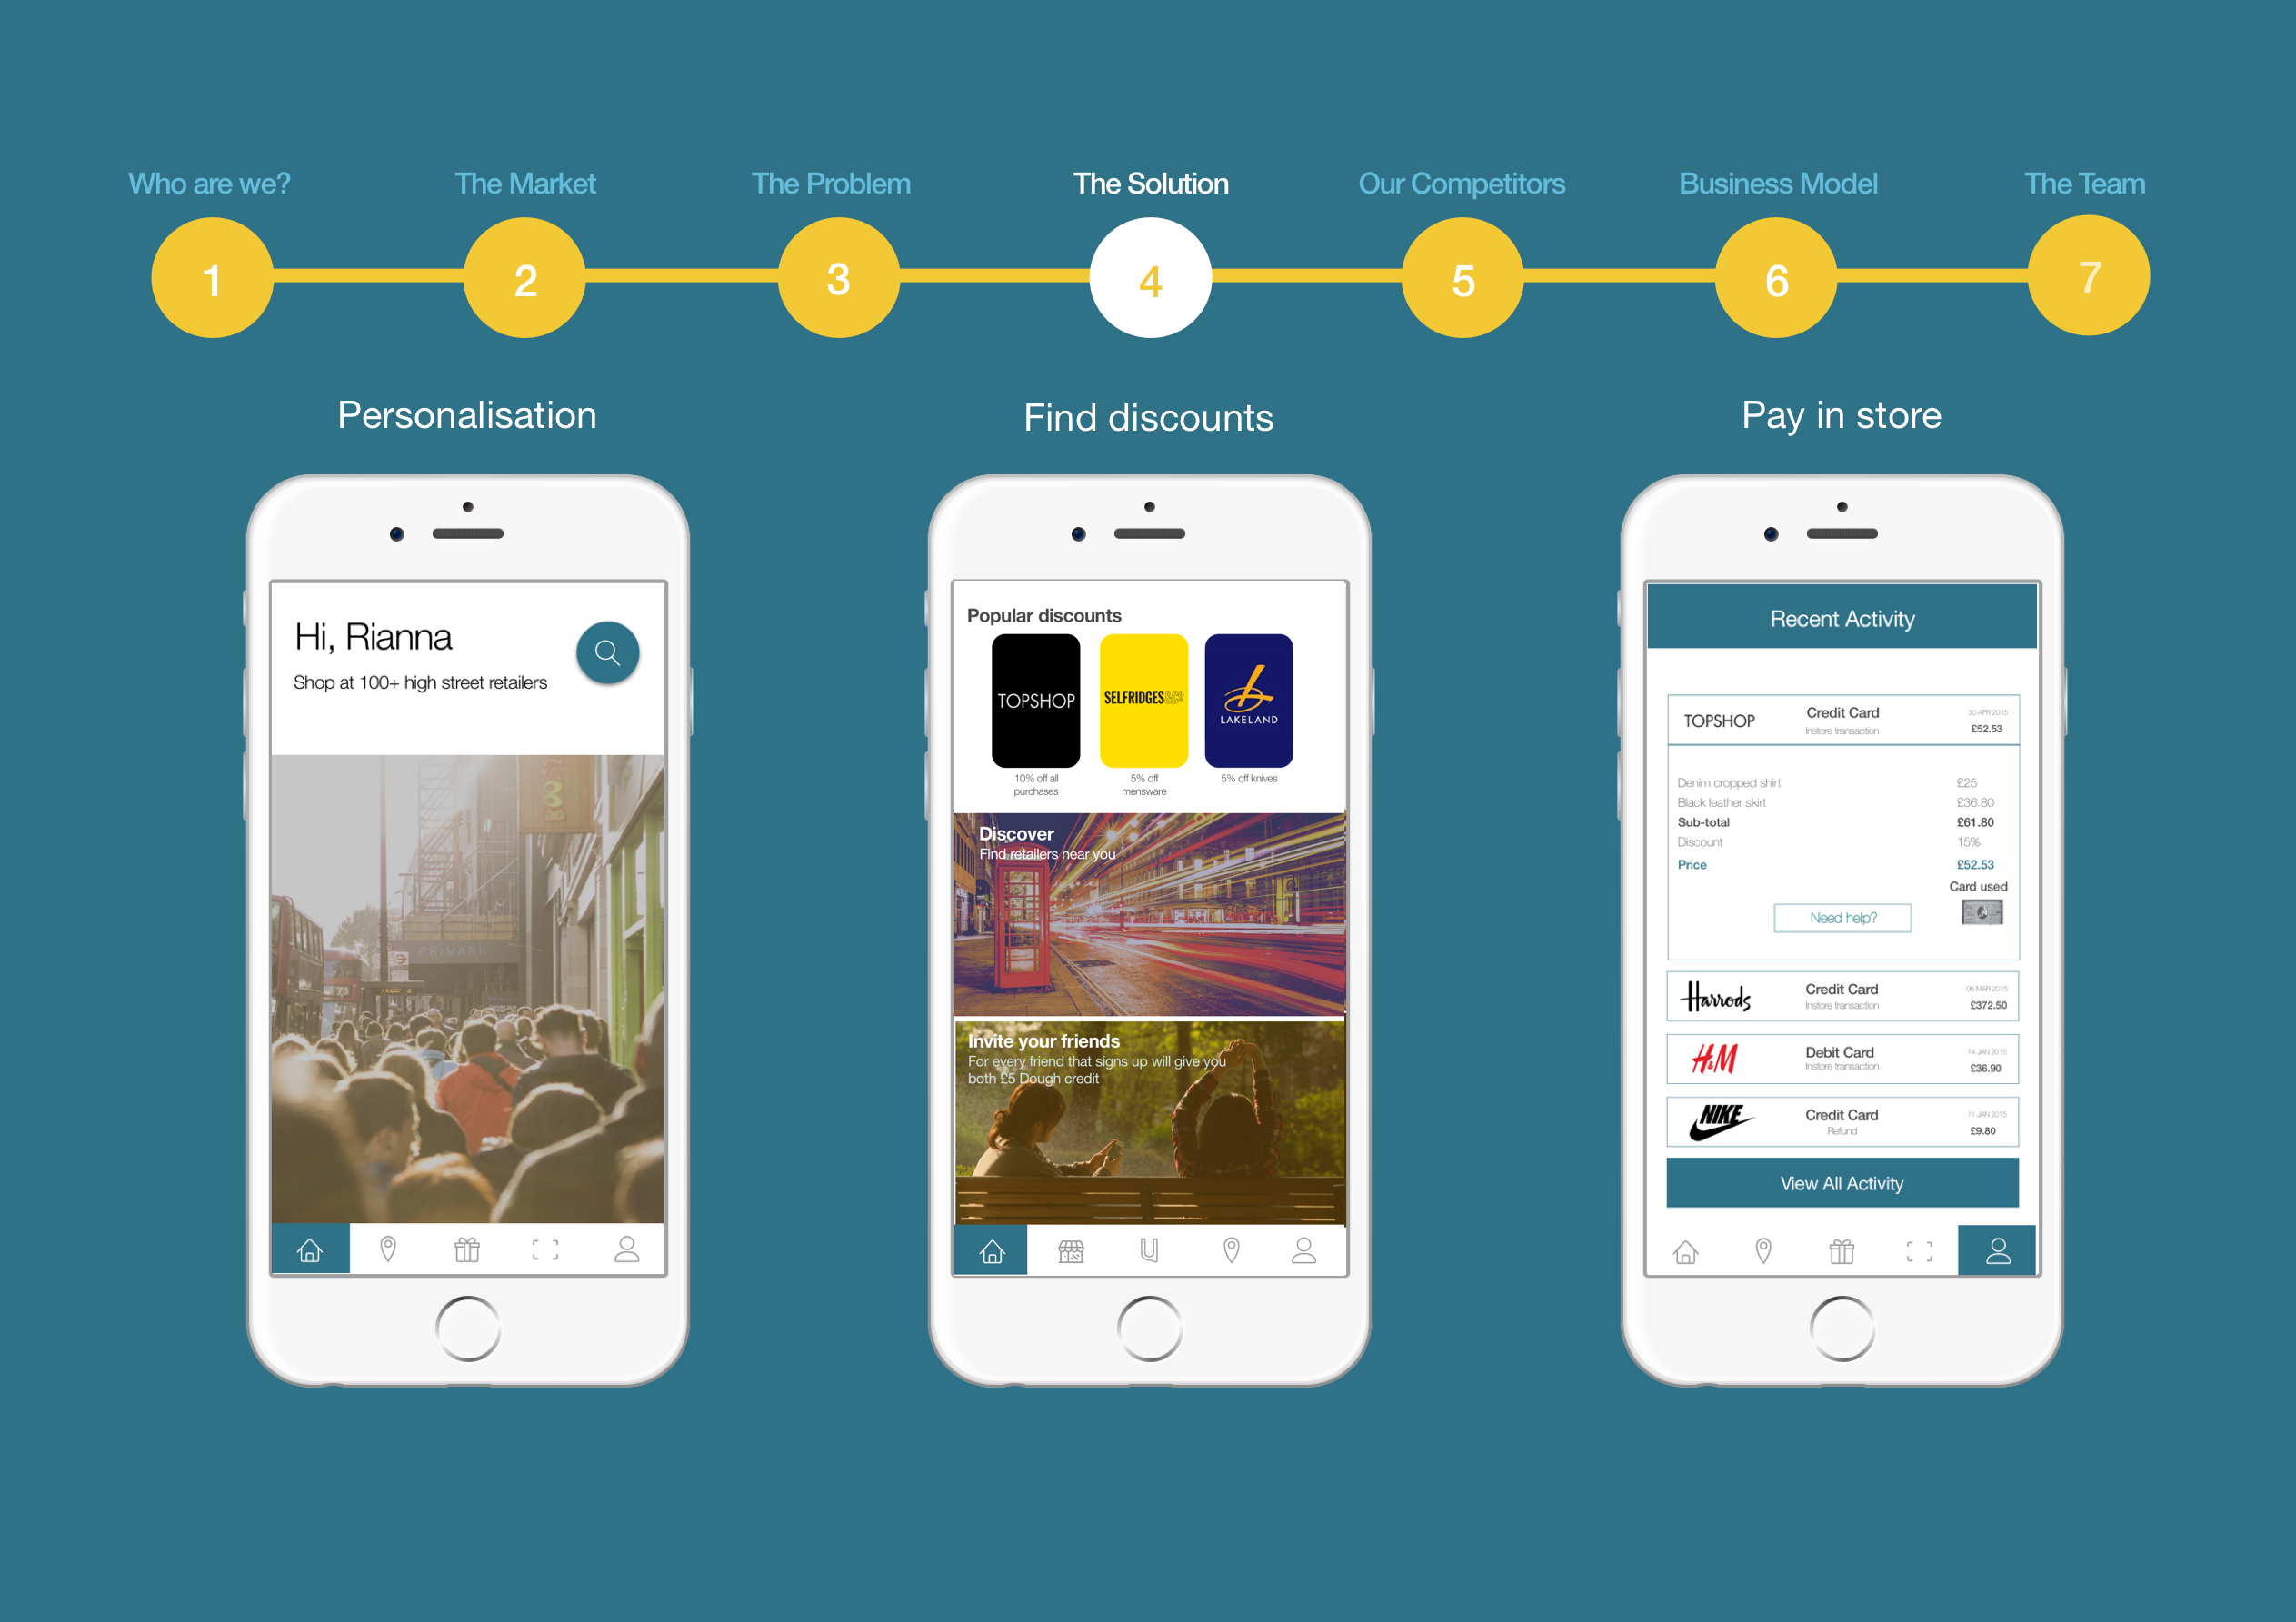 Who are we?
The Market
The Problem
The Solution
Our Competitors
Business Model
The Team
1
2
3
4
5
6
7
Personalisation
Find discounts
Pay in store
Hi, Rianna
Shop at 100+ high street retailers
PRIMARK
Popular discounts
TOPSHOP
SELFRIDGES&CO
LAKELAND
10% off all
purchases
5% off
mensware
5% off knives
Discover
Find retailers near you
Invite your friends
For every friend that signs up will give you
both £5 Dough credit
Recent Activity
TOPSHOP
Credit Card
30 APR 2015
Instore transaction
£52.53
Denim cropped shirt £25
Black leather skirt £36.80
Sub-total £61.80
Discount 15%
Price £52.53
Card used
Need help?
Harrods
Credit Card
06 MAR 2015
Instore transaction
£372.50
H&M
Debit Card
14 JAN 2015
Instore transaction
£36.90
NIKE
Credit Card
11 JAN 2015
Refund
£9.80
View All Activity